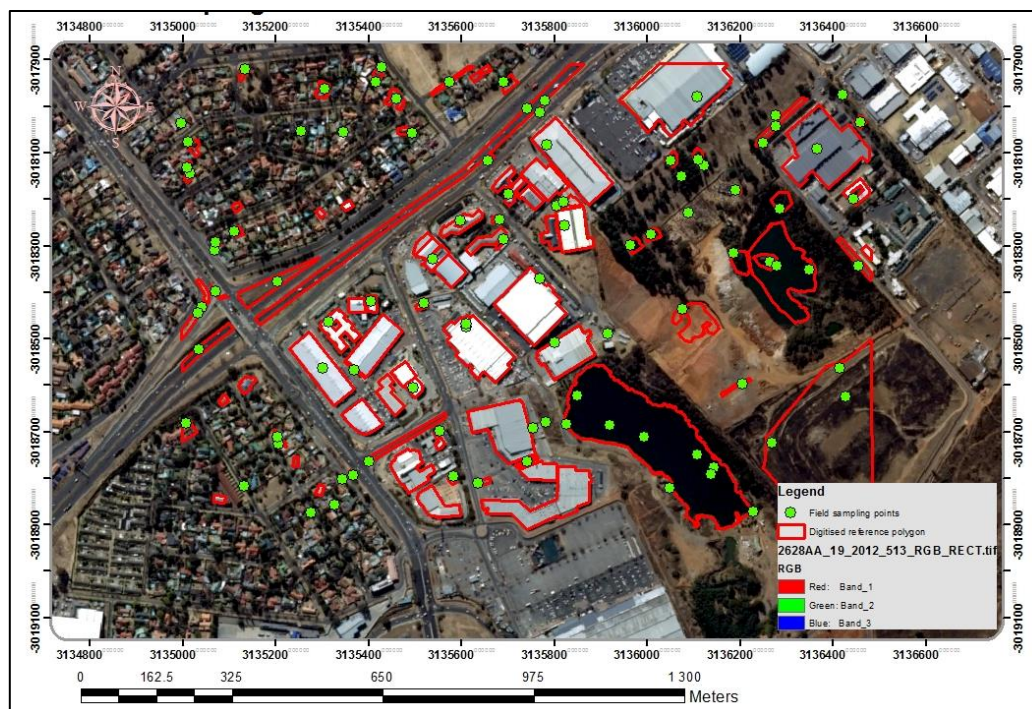 3134800 3135000 3135200 3135400 3135600 3135800 3136000 3136200 3136400 3136600
-3017900 -3017900
-3018100 -3018100
-3018300 -3018300
-3018500 -3018500
-3018700 -3018700
-3018900 -3018900
-3019100 -3019100
N
W E
S
Legend
Field sampling points
Digitised reference polygon
2628AA_19_2012_513_RGB_RECT.tif
RGB
Red: Band_1
Green: Band_2
Blue: Band_3
3134800 3135000 3135200 3135400 3135600 3135800 3136000 3136200 3136400 3136600
0 162.5 325 650 975 1 300
Meters